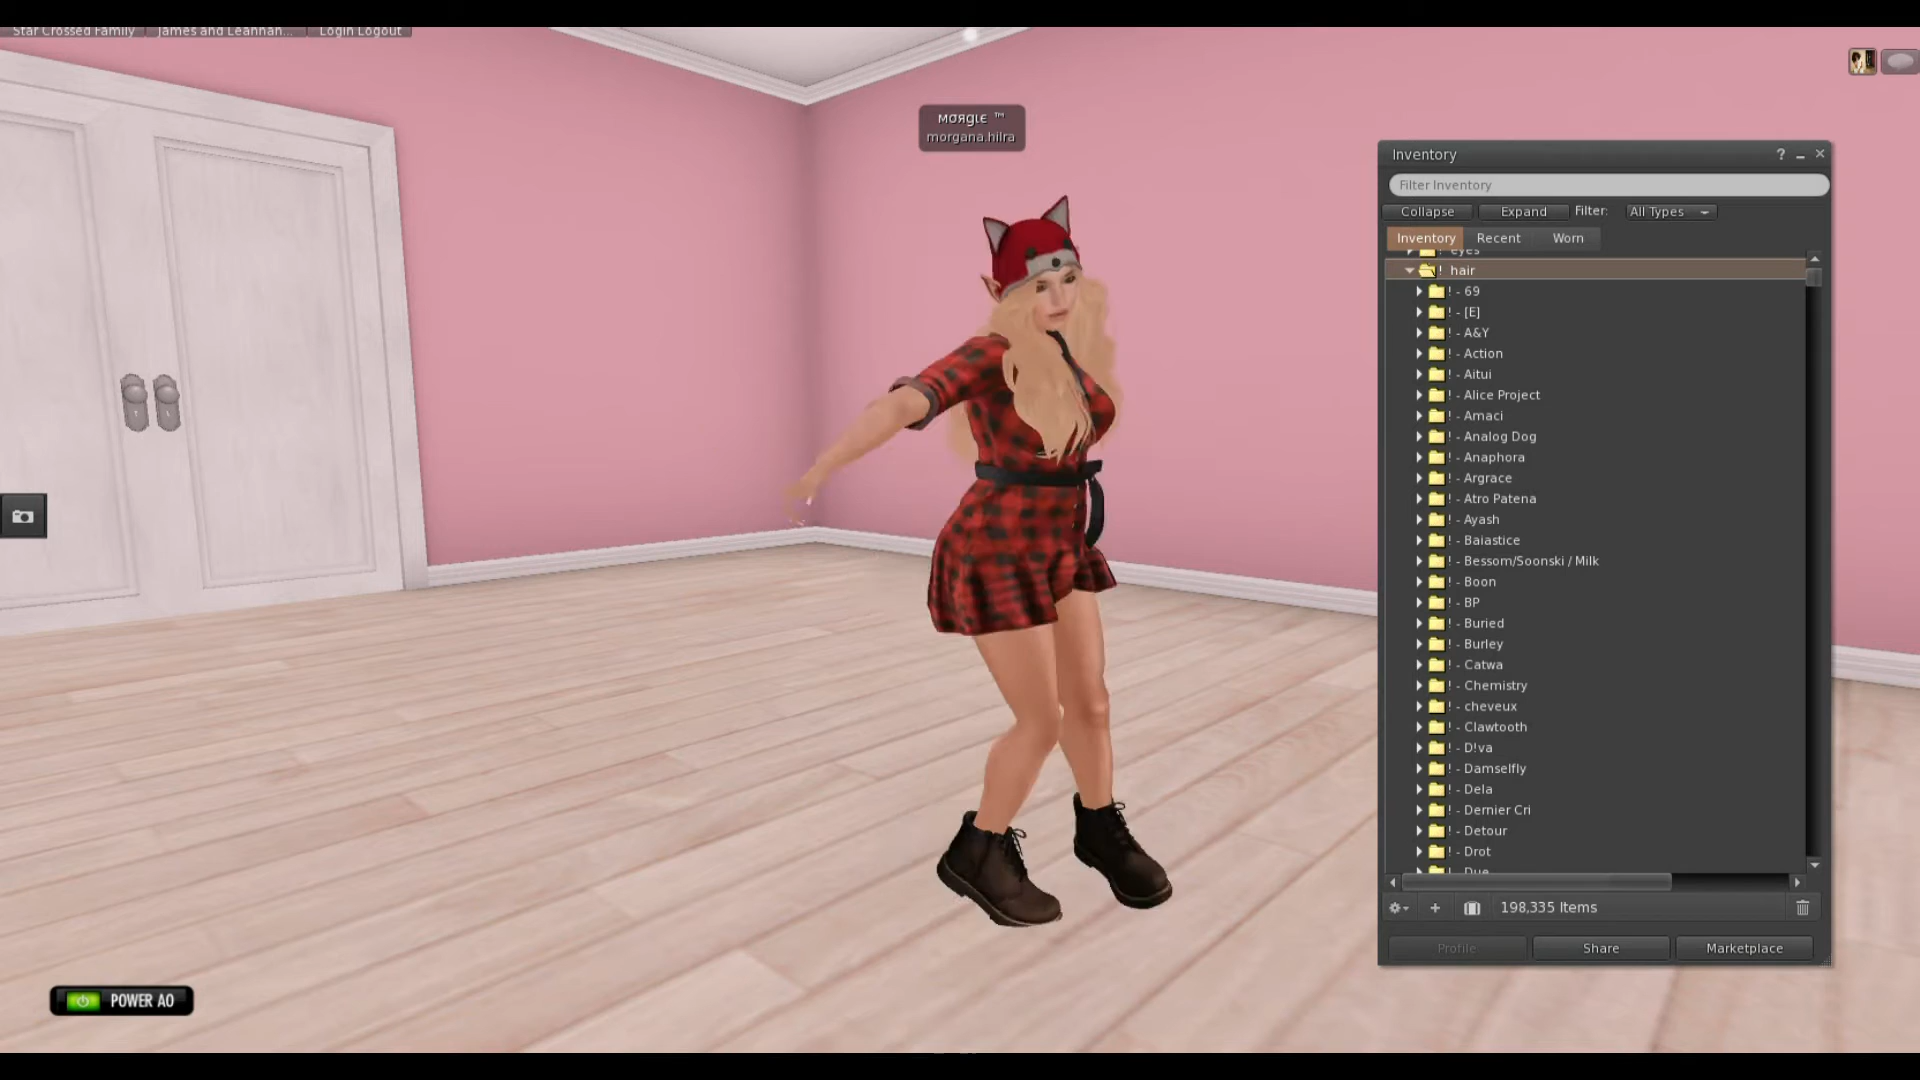 Star Crossed Family
James and Leannan...
Login Logout
мσяgιє ™
morgana.hilra
Inventory
?
Filter Inventory
Collapse
Expand
Filter:
All Types
Inventory
Recent
Worn
! eyes
! hair
! - 69
! - [E]
! - A&Y
! - Action
! - Aitui
! - Alice Project
! - Amaci
! - Analog Dog
! - Anaphora
! - Argrace
! - Atro Patena
! - Ayash
! - Baiastice
! - Bessom/Soonski / Milk
! - Boon
! - BP
! - Buried
! - Burley
! - Catwa
! - Chemistry
! - cheveux
! - Clawtooth
! - D!va
! - Damselfly
! - Dela
! - Dernier Cri
! - Detour
! - Drot
! - Due
198,335 Items
Profile
Share
Marketplace
POWER AO